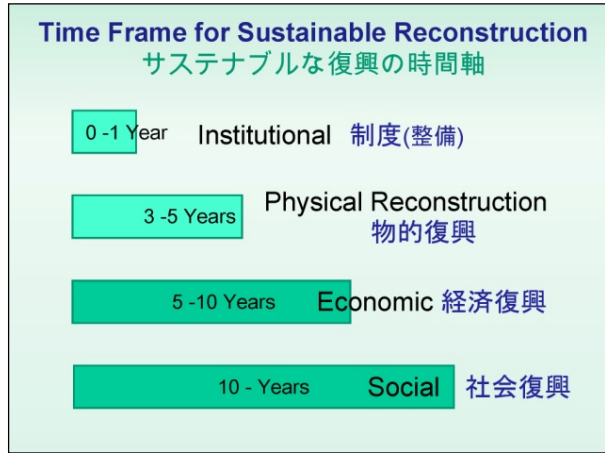 Time Frame for Sustainable Reconstruction
サステナブルな復興の時間軸
0 -1 Year Institutional 制度(整備)
3 -5 Years Physical Reconstruction
物的復興
5 -10 Years Economic 経済復興
10 - Years Social 社会復興